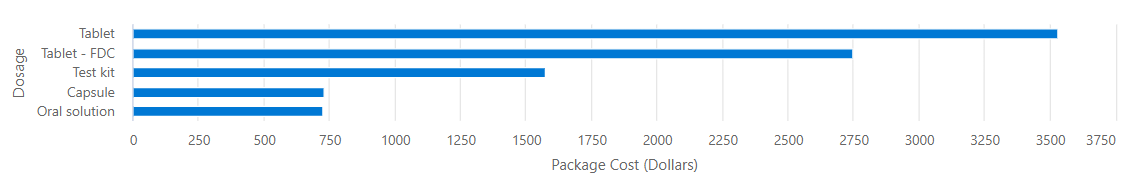 Dosage
Tablet
Tablet - FDC
Test kit
Capsule
Oral solution
0 250 500 750 1000 1250 1500 1750 2000 2250 2500 2750 3000 3250 3500 3750
Package Cost (Dollars)